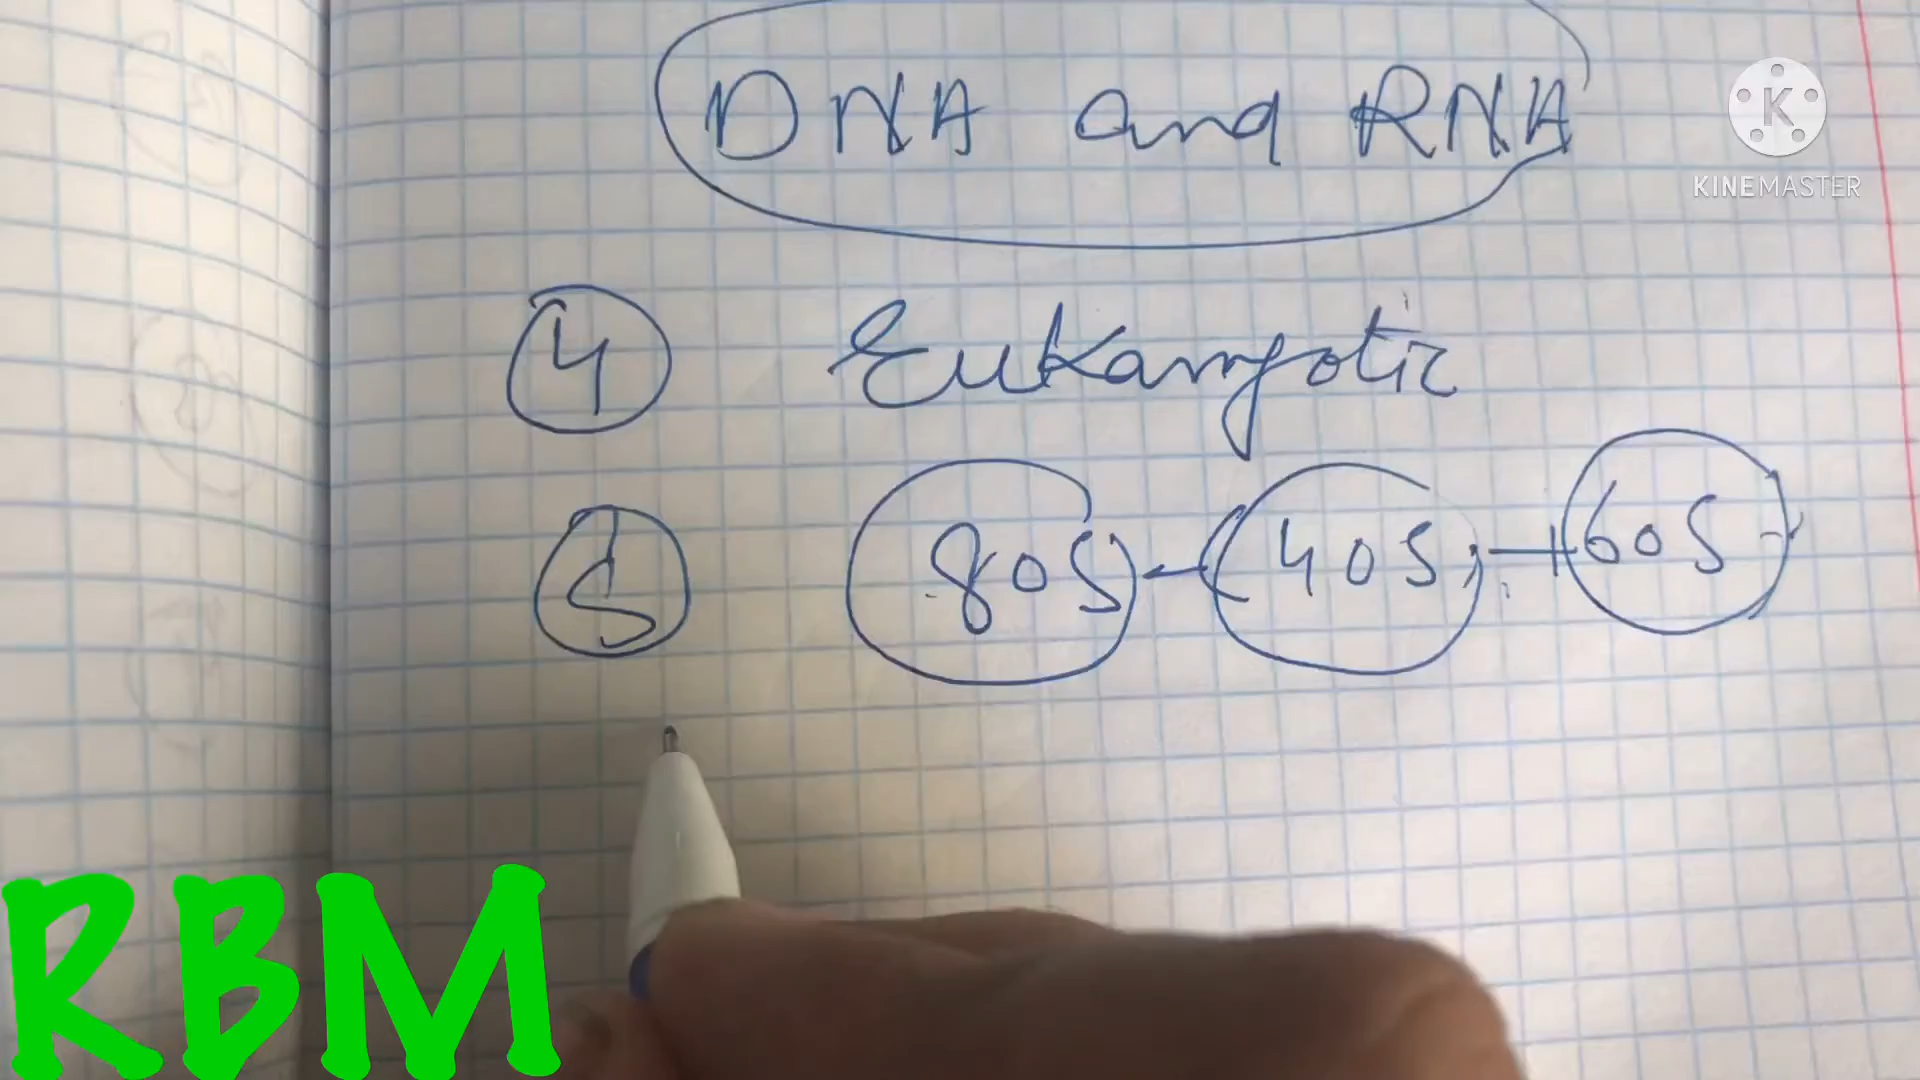 DNA and RNA
KINEMASTER
4 Eukaryotic
5 80S - (40S) - + 60S -
RBM